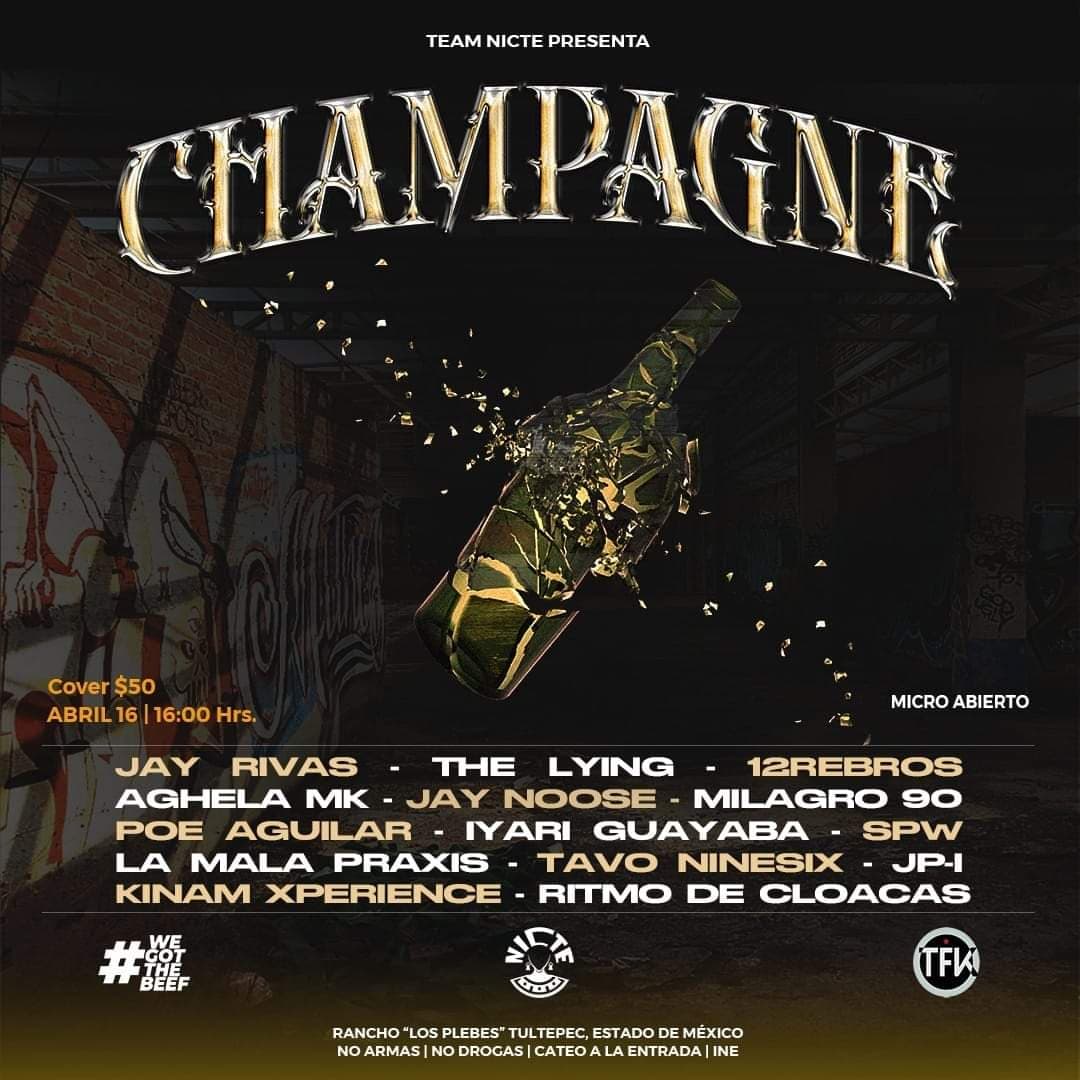 TEAM NICTE PRESENTA
CHAMPAGNE
Cover $50
ABRIL 16 | 16:00 Hrs.
MICRO ABIERTO
JAY RIVAS - THE LYING - 12REBROS
AGHELA MK - JAY NOOSE - MILAGRO 90
POE AGUILAR - IYARI GUAYABA - SPW
LA MALA PRAXIS - TAVO NINESIX - JP-I
KINAM XPERIENCE - RITMO DE CLOACAS
#WE
GOT
THE
BEEF
NICTE
TFK
RANCHO “LOS PLEBES” TULTEPEC, ESTADO DE MÉXICO
NO ARMAS | NO DROGAS | CATEO A LA ENTRADA | INE